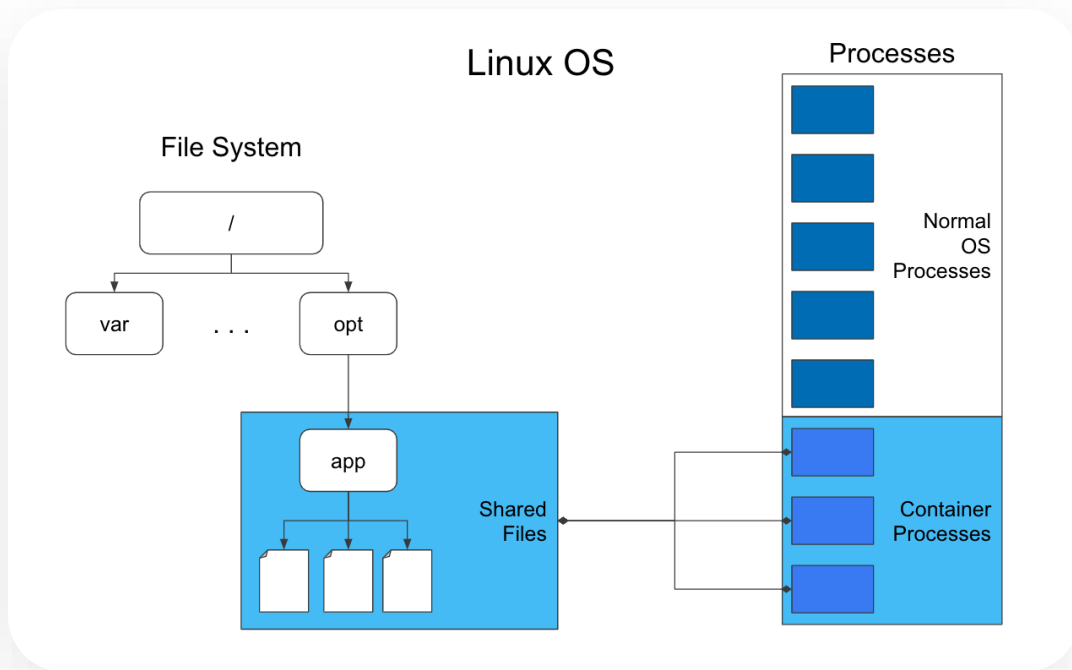 Linux OS
Processes
File System
/
var
. . .
opt
app
Shared
Files
Normal
OS
Processes
Container
Processes